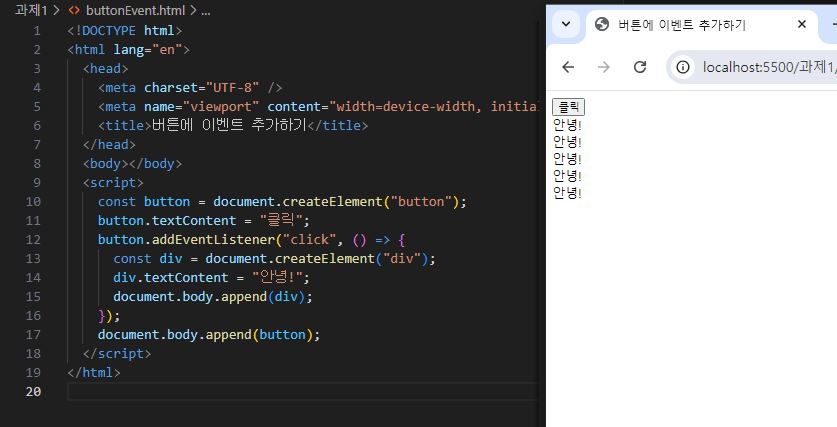 과제1 > <> buttonEvent.html > ...
1 <!DOCTYPE html>
2 <html lang="en">
3 <head>
4 <meta charset="UTF-8" />
5 <meta name="viewport" content="width=device-width, initial
6 <title>버튼에 이벤트 추가하기</title>
7 </head>
8 <body></body>
9 <script>
10 const button = document.createElement("button");
11 button.textContent = "클릭";
12 button.addEventListener("click", () => {
13 const div = document.createElement("div");
14 div.textContent = "안녕!";
15 document.body.append(div);
16 });
17 document.body.append(button);
18 </script>
19 </html>
20
버튼에 이벤트 추가하기
localhost:5500/과제1/
클릭
안녕!
안녕!
안녕!
안녕!
안녕!